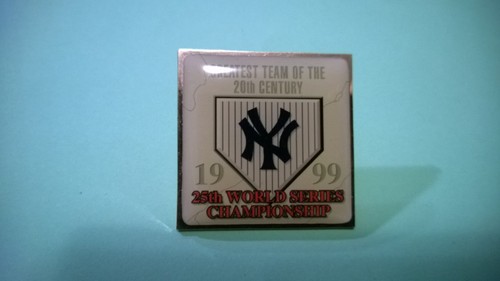 GREATEST TEAM OF THE
20th CENTURY
NY
19 99
25th WORLD SERIES
CHAMPIONSHIP